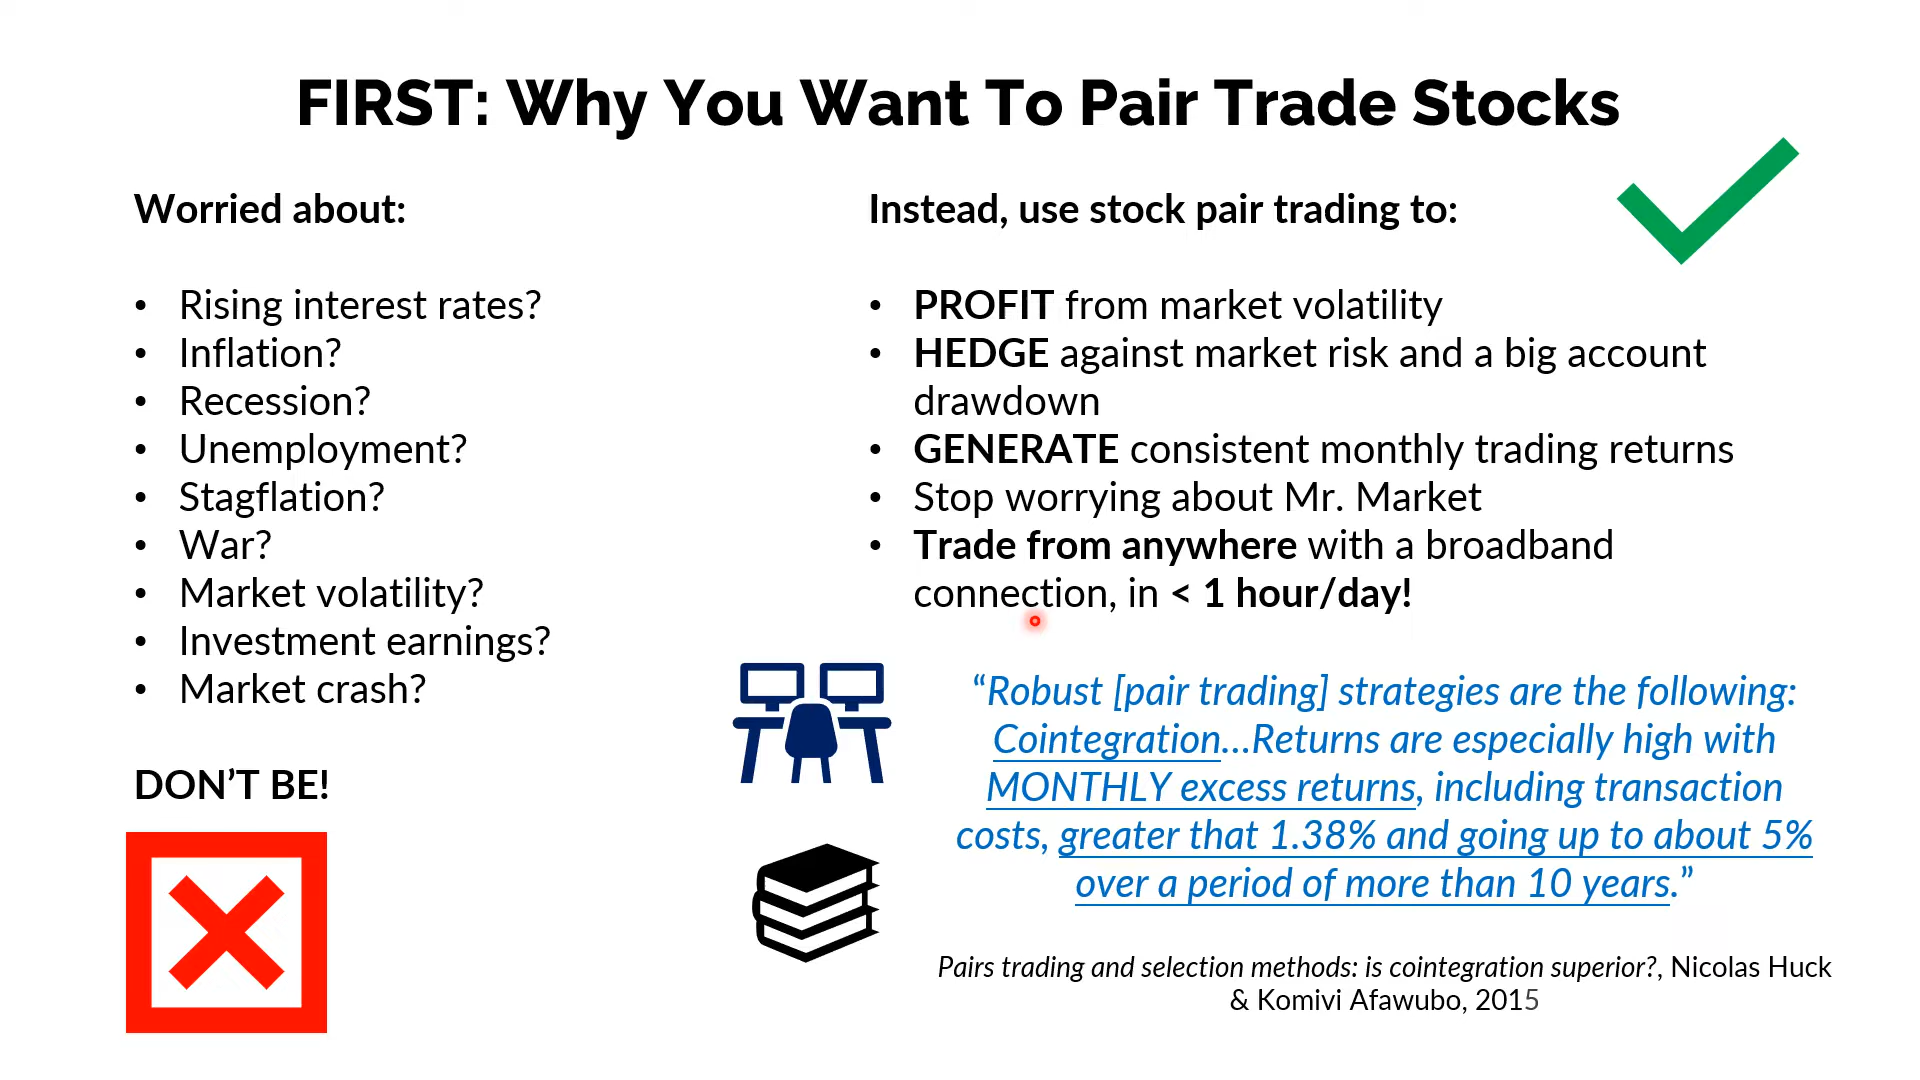 FIRST: Why You Want To Pair Trade Stocks
Worried about:
• Rising interest rates?
• Inflation?
• Recession?
• Unemployment?
• Stagflation?
• War?
• Market volatility?
• Investment earnings?
• Market crash?
DON’T BE!
Instead, use stock pair trading to:
• PROFIT from market volatility
• HEDGE against market risk and a big account
drawdown
• GENERATE consistent monthly trading returns
• Stop worrying about Mr. Market
• Trade from anywhere with a broadband
connection, in < 1 hour/day!
“Robust [pair trading] strategies are the following:
Cointegration…Returns are especially high with
MONTHLY excess returns, including transaction
costs, greater that 1.38% and going up to about 5%
over a period of more than 10 years.”
Pairs trading and selection methods: is cointegration superior?, Nicolas Huck
& Komivi Afawubo, 2015